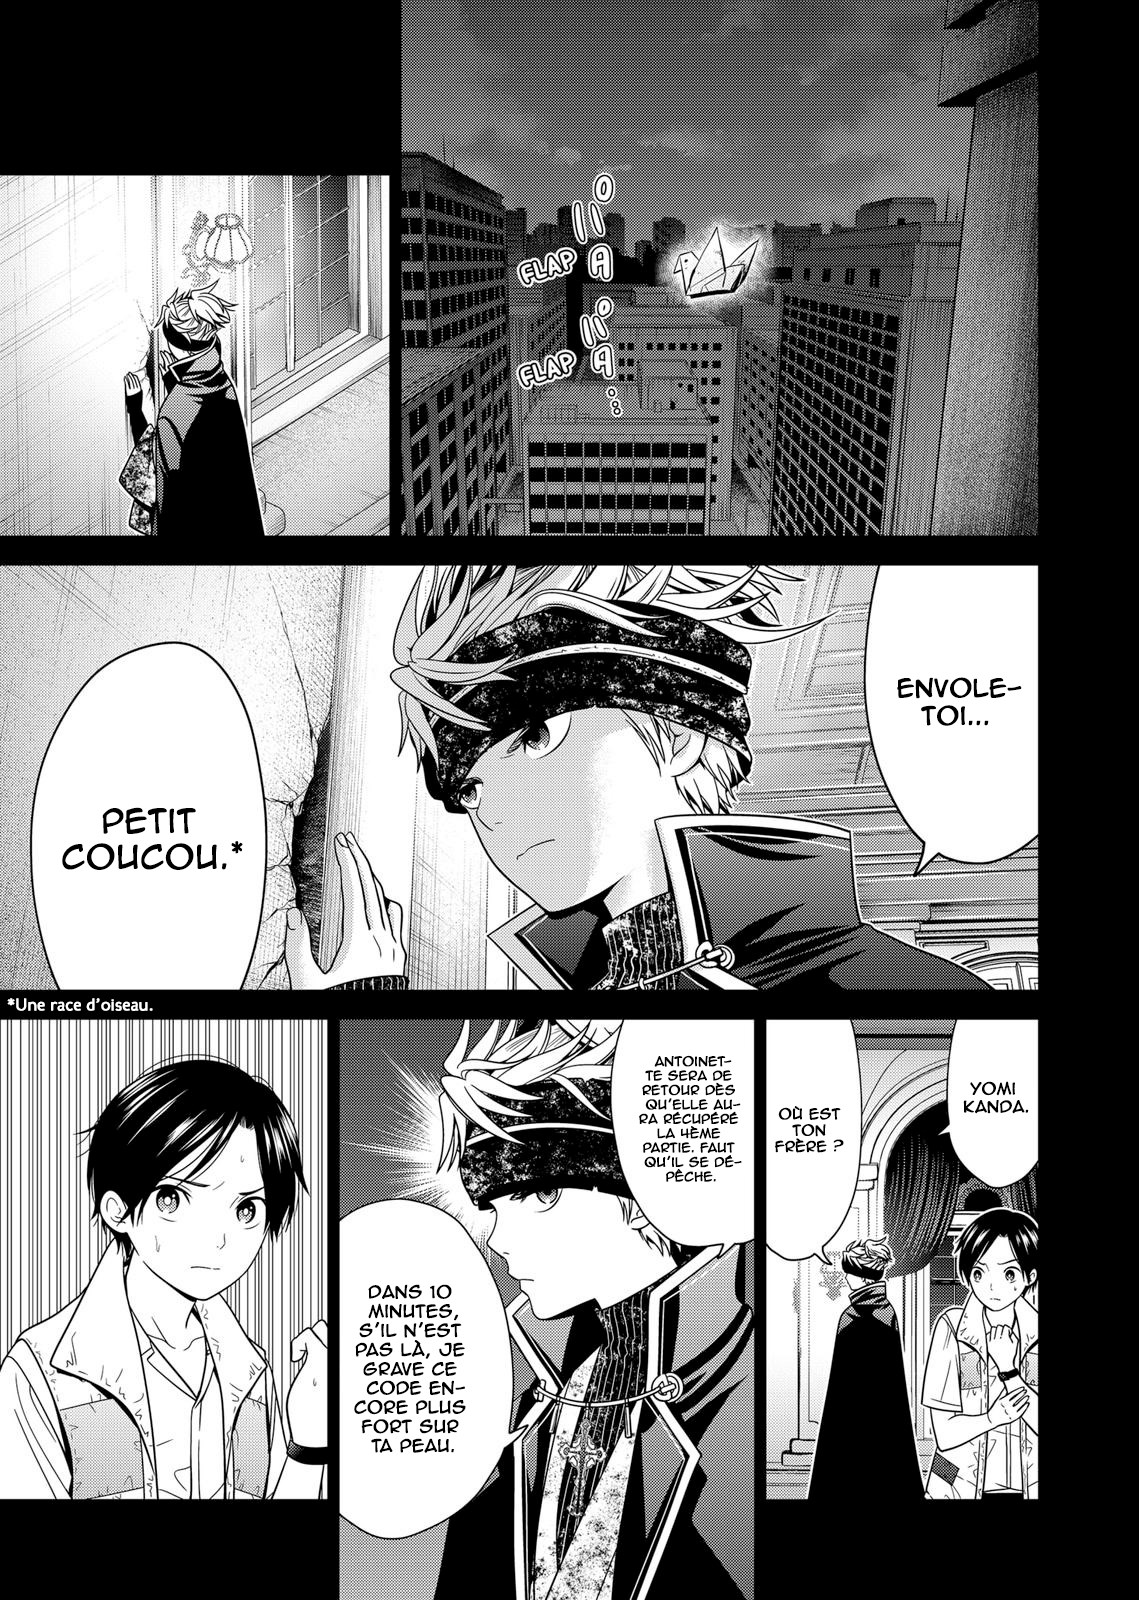 パタ
FLAP
パタ
FLAP
ENVOLE-
TOI...
PETIT
COUCOU.*
*Une race d'oiseau.
YOMI
KANDA.
OÙ EST
TON
FRÈRE ?
ANTOINET-
TE SERA DE
RETOUR DÈS
QU'ELLE AU-
RA RÉCUPÉRÉ
LA 4ÈME
PARTIE. FAUT
QU'IL SE DÉ-
PÊCHE.
DANS 10
MINUTES,
S'IL N'EST
PAS LÀ, JE
GRAVE CE
CODE EN-
CORE PLUS
FORT SUR
TA PEAU.